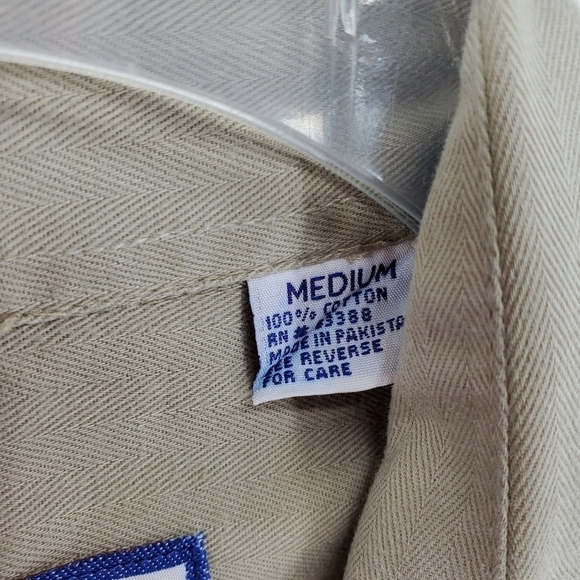 MEDIUM
100% COTTON
RN #
MADE IN PAKISTA
SEE REVERSE
FOR CARE